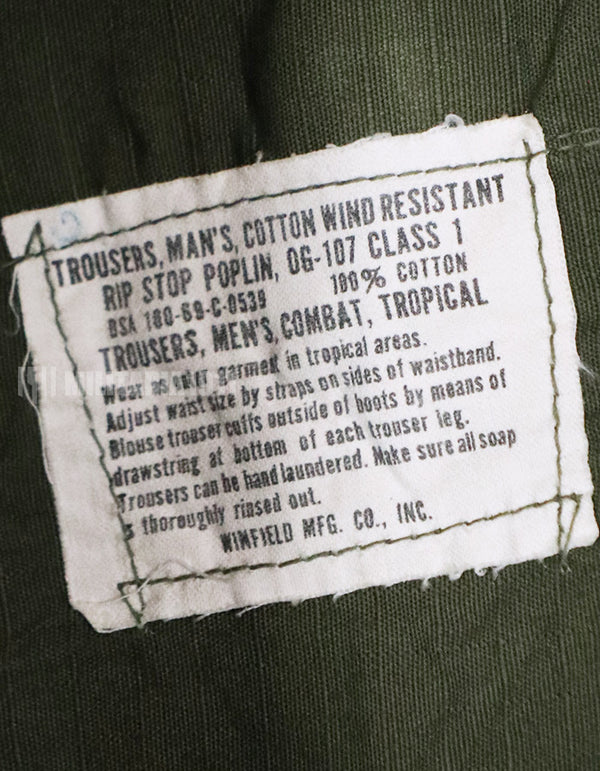 TROUSERS, MAN'S, COTTON WIND RESISTANT
RIP STOP POPLIN, OG-107 CLASS 1
DSA 180-69-C-0539 100% COTTON
TROUSERS, MEN'S, COMBAT, TROPICAL
Wear as outer garment in tropical areas.
Adjust waist size by straps on sides of waistband.
Blouse trouser cuffs outside of boots by means of
drawstring at bottom of each trouser leg.
Trousers can be hand laundered. Make sure all soap
is thoroughly rinsed out.
WINFIELD MFG. CO., INC.